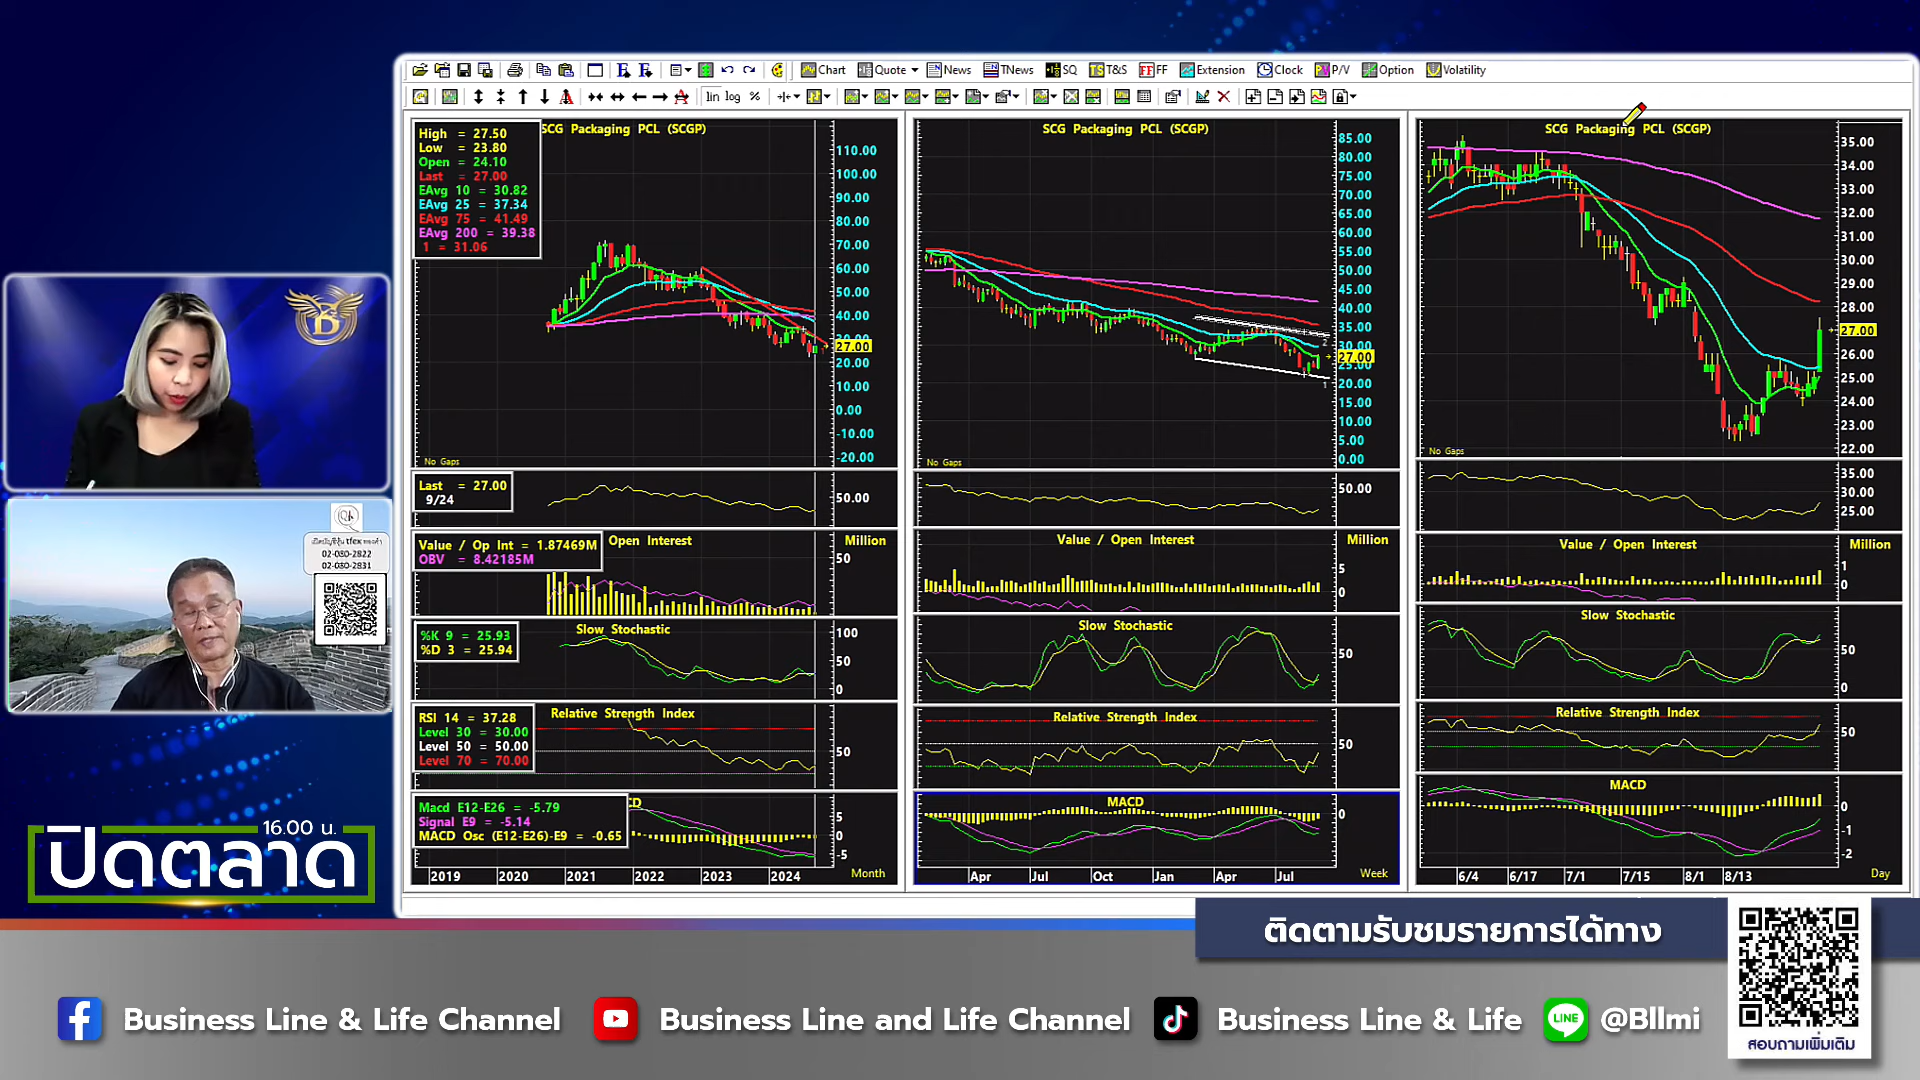 Chart
Quote
News
TNews
SQ
T&S
FF
Extension
Clock
P/V
Option
Volatility
lin log %
SCG Packaging PCL (SCGP)
High = 27.50
Low = 23.80
Open = 24.10
Last = 27.00
EAvg 10 = 30.82
EAvg 25 = 37.34
EAvg 75 = 41.49
EAvg 200 = 39.38
1 = 31.06
110.00
100.00
90.00
80.00
70.00
60.00
50.00
40.00
27.00
20.00
10.00
0.00
-10.00
-20.00
No Gaps
Last = 27.00
9/24
50.00
Value / Op Int = 1.87469M
OBV = 8.42185M
Open Interest
Million
50
%K 9 = 25.93
%D 3 = 25.94
Slow Stochastic
100
50
0
RSI 14 = 37.28
Level 30 = 30.00
Level 50 = 50.00
Level 70 = 70.00
Relative Strength Index
50
Macd E12-E26 = -5.79
Signal E9 = -5.14
MACD Osc (E12-E26)-E9 = -0.65
5
0
-5
2019 2020 2021 2022 2023 2024 Month
SCG Packaging PCL (SCGP)
85.00
80.00
75.00
70.00
65.00
60.00
55.00
50.00
45.00
40.00
35.00
30.00
27.00
25.00
20.00
15.00
10.00
5.00
0.00
2
1
No Gaps
50.00
Value / Open Interest
Million
5
0
Slow Stochastic
50
Relative Strength Index
50
MACD
0
Apr Jul Oct Jan Apr Jul Week
SCG Packaging PCL (SCGP)
35.00
34.00
33.00
32.00
31.00
30.00
29.00
28.00
27.00
26.00
25.00
24.00
23.00
22.00
No Gaps
35.00
30.00
25.00
Value / Open Interest
Million
1
0
Slow Stochastic
50
0
Relative Strength Index
50
MACD
0
-1
-2
6/4 6/17 7/1 7/15 8/1 8/13 Day
B
02-080-2822
02-080-2831
16.00 น.
ปิดตลาด
ติดตามรับชมรายการได้ทาง
Business Line & Life Channel
Business Line and Life Channel
Business Line & Life
LINE
@Bllmi
สอบถามเพิ่มเติม